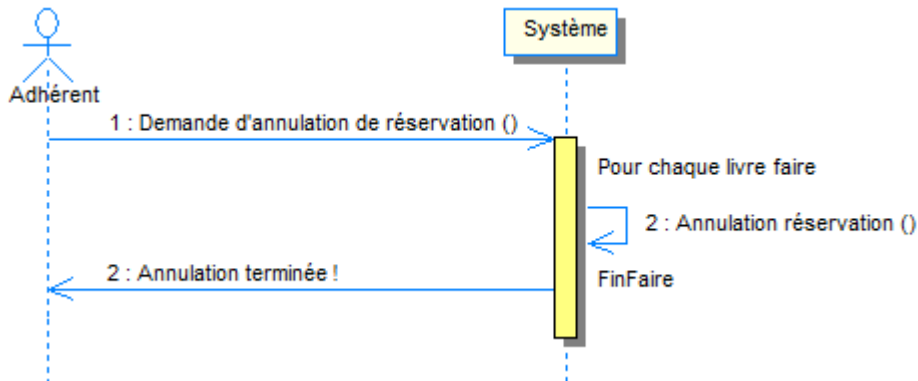 Système
Adhérent
1 : Demande d'annulation de réservation ()
Pour chaque livre faire
2 : Annulation réservation ()
2 : Annulation terminée !
FinFaire